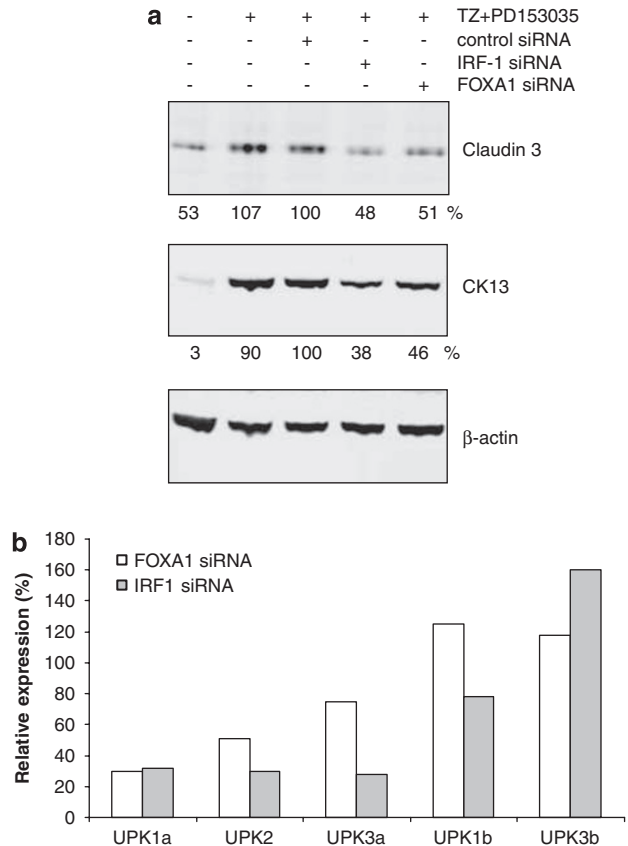 a - + + + + TZ+PD153035
- - + - - control siRNA
- - - + - IRF-1 siRNA
- - - - + FOXA1 siRNA
Claudin 3
53 107 100 48 51 %
CK13
3 90 100 38 46 %
β-actin
b
180
160
140
120
100
80
60
40
20
0
Relative expression (%)
FOXA1 siRNA
IRF1 siRNA
UPK1a UPK2 UPK3a UPK1b UPK3b